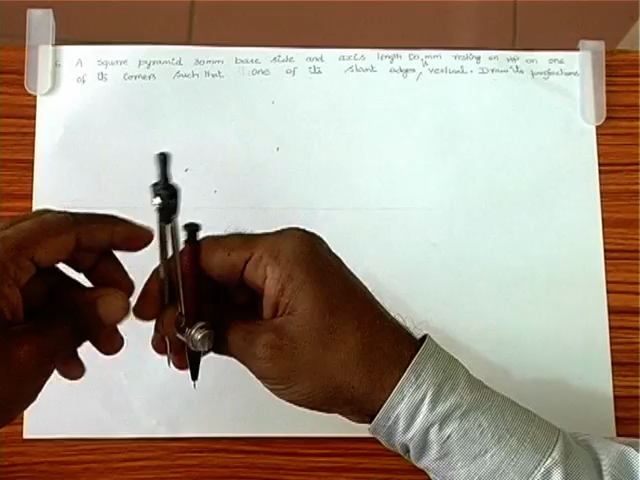 A square pyramid 30mm base side and axis length 50mm resting on HP on one
of its corners such that one of its slant edges, vertical. Draw its projections